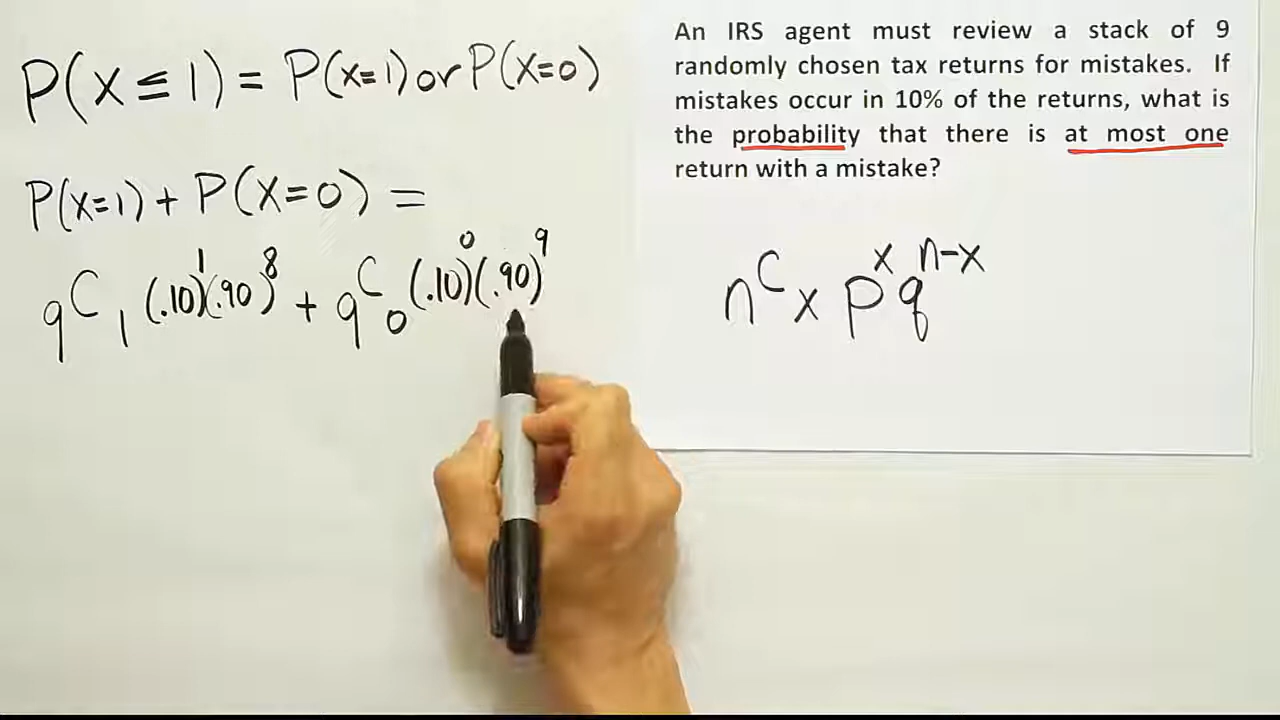 P(x ≤ 1) = P(x=1) or P(x=0)
P(x=1) + P(x=0) =
9C1 (.10)^1(.90)^8 + 9C0 (.10)^0(.90)^9
An IRS agent must review a stack of 9
randomly chosen tax returns for mistakes. If
mistakes occur in 10% of the returns, what is
the probability that there is at most one
return with a mistake?
nCx p^x q^n-x